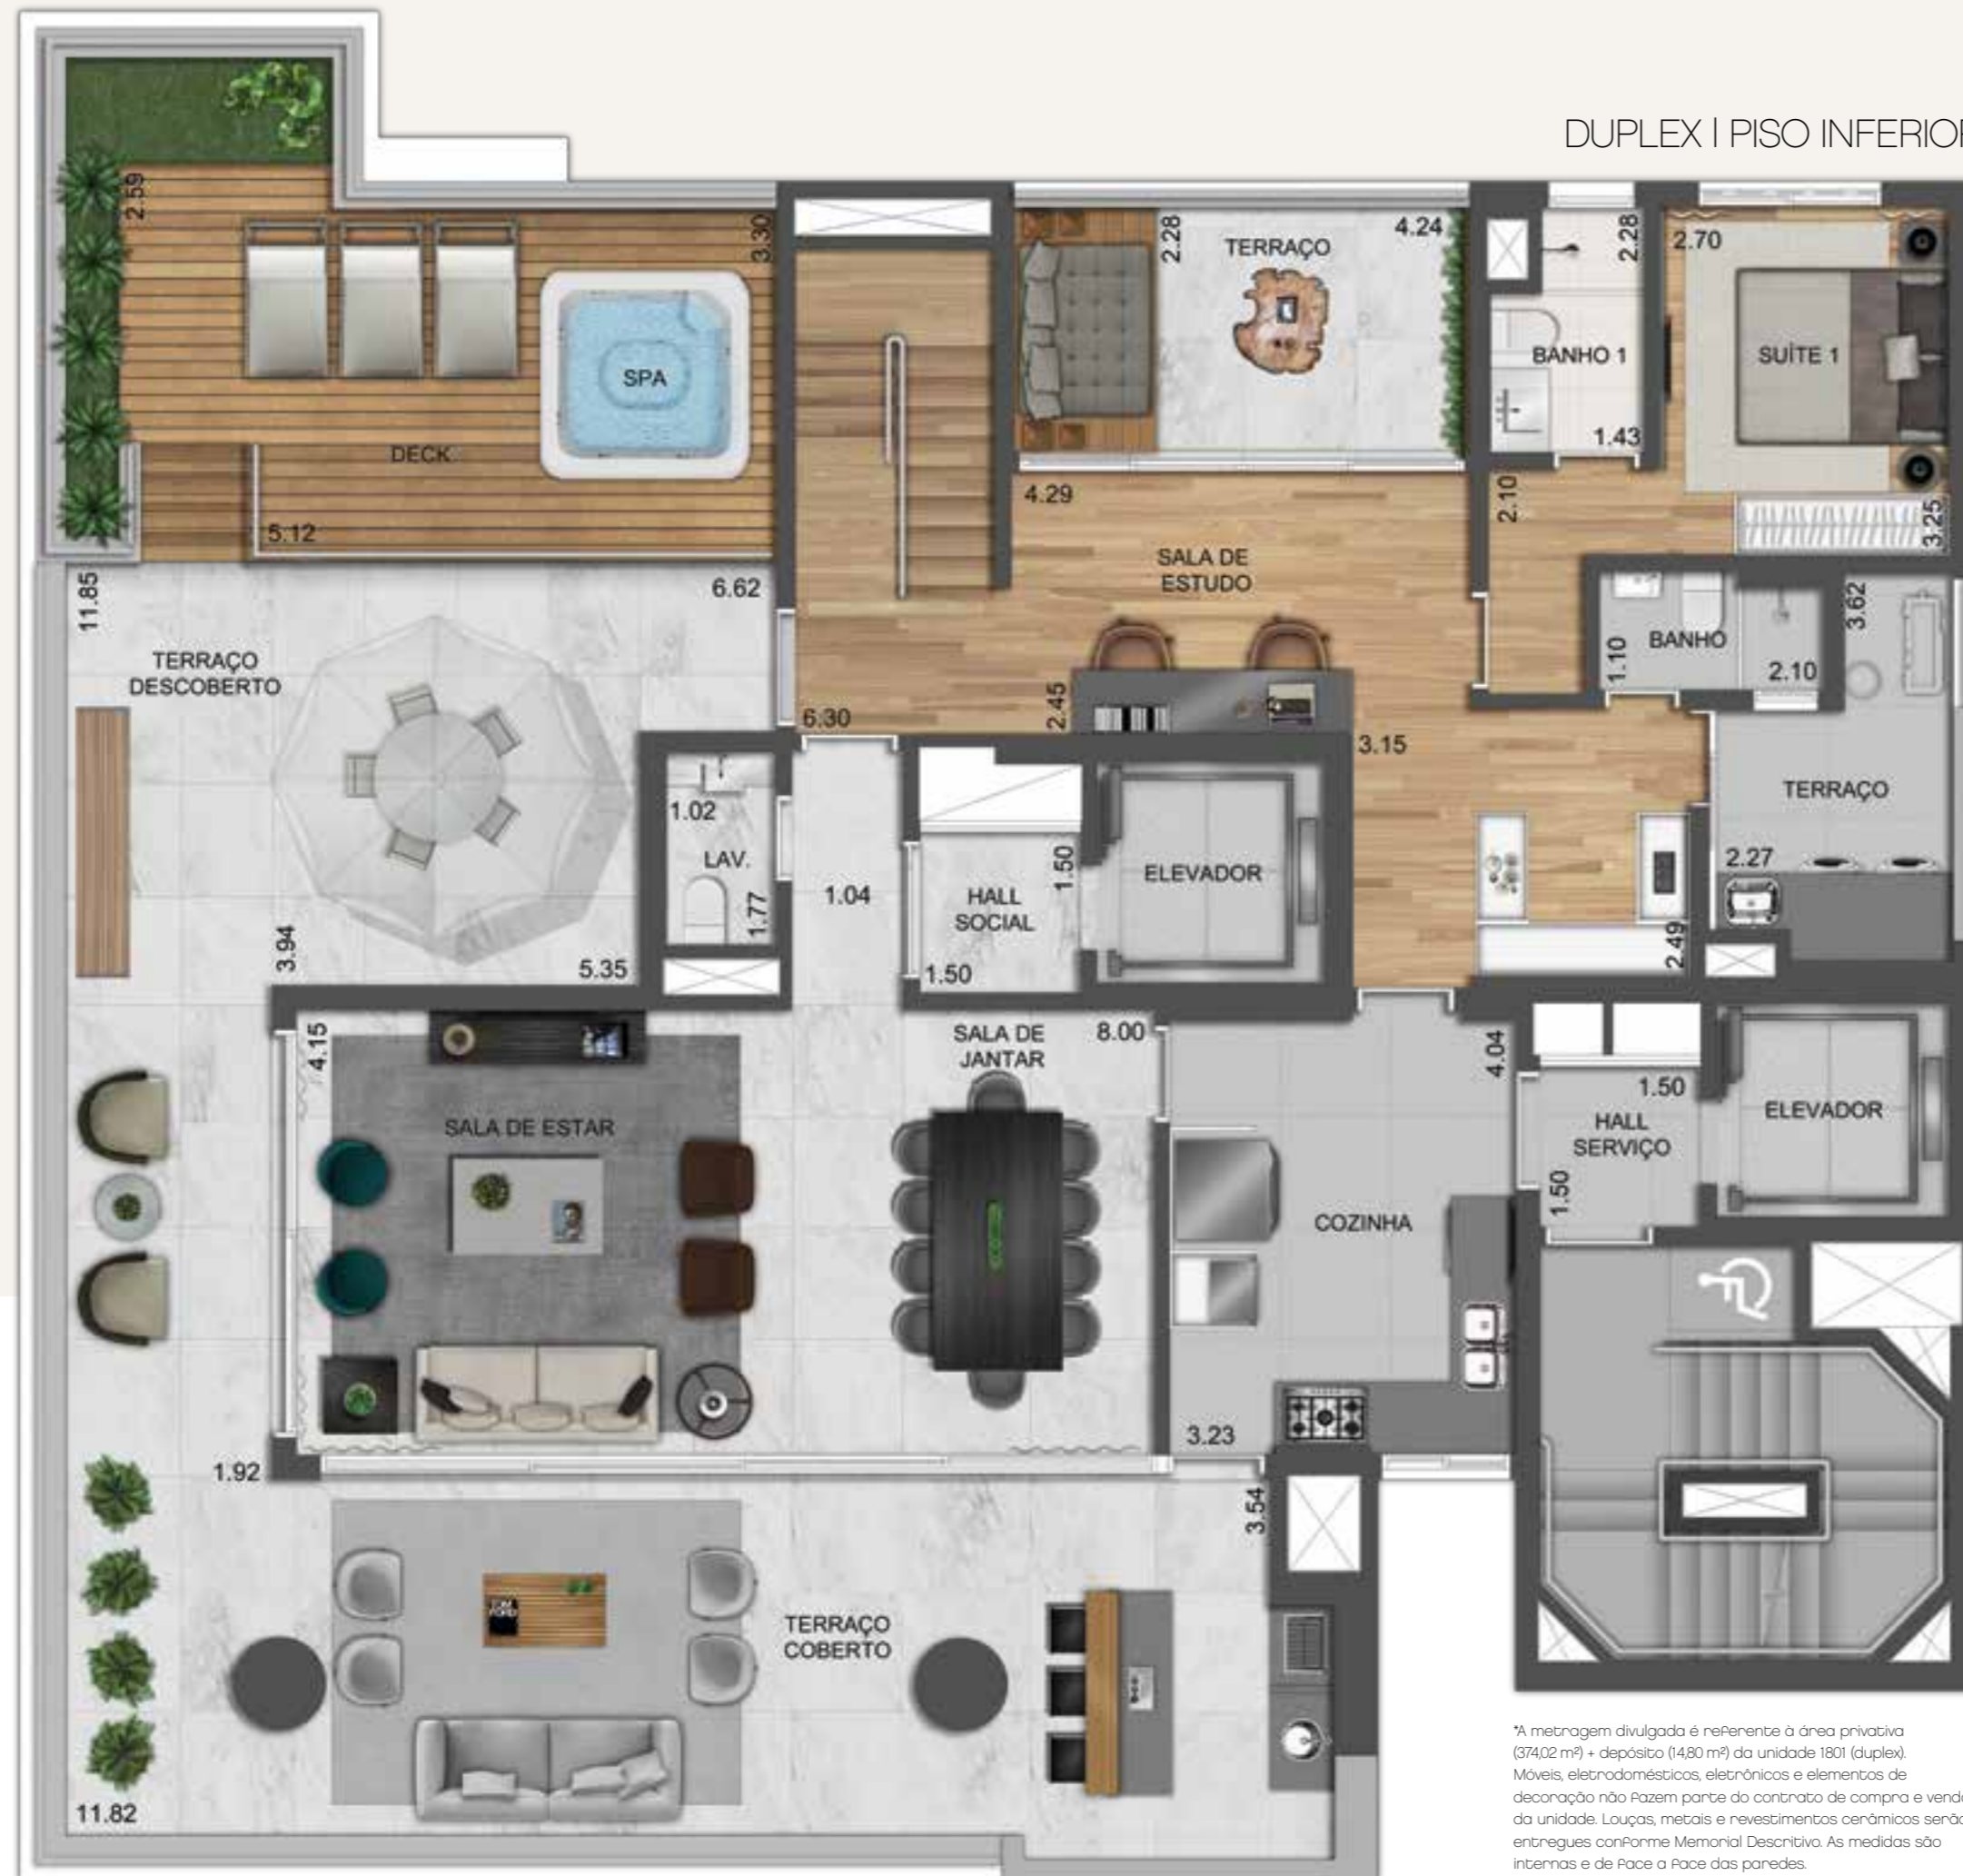 DUPLEX | PISO INFERIOR
2.59
3.30
SPA
DECK
5.12
2.28
TERRAÇO
4.24
2.28
BANHO 1
1.43
2.70
SUÍTE 1
3.25
4.29
2.10
SALA DE
ESTUDO
11.85
6.62
TERRAÇO
DESCOBERTO
6.30
2.45
1.10
BANHO
2.10
3.62
3.15
TERRAÇO
2.27
1.02
LAV.
1.77
1.04
HALL
SOCIAL
1.50
1.50
ELEVADOR
2.49
3.94
5.35
4.15
SALA DE
JANTAR
8.00
4.04
SALA DE ESTAR
1.50
HALL
SERVIÇO
1.50
ELEVADOR
COZINHA
3.23
1.92
3.54
TOM
FORD
TERRAÇO
COBERTO
11.82
*A metragem divulgada é referente à área privativa
(374,02 m²) + depósito (14,80 m²) da unidade 1801 (duplex).
Móveis, eletrodomésticos, eletrônicos e elementos de
decoração não fazem parte do contrato de compra e venda
da unidade. Louças, metais e revestimentos cerâmicos serão
entregues conforme Memorial Descritivo. As medidas são
internas e de face a face das paredes.